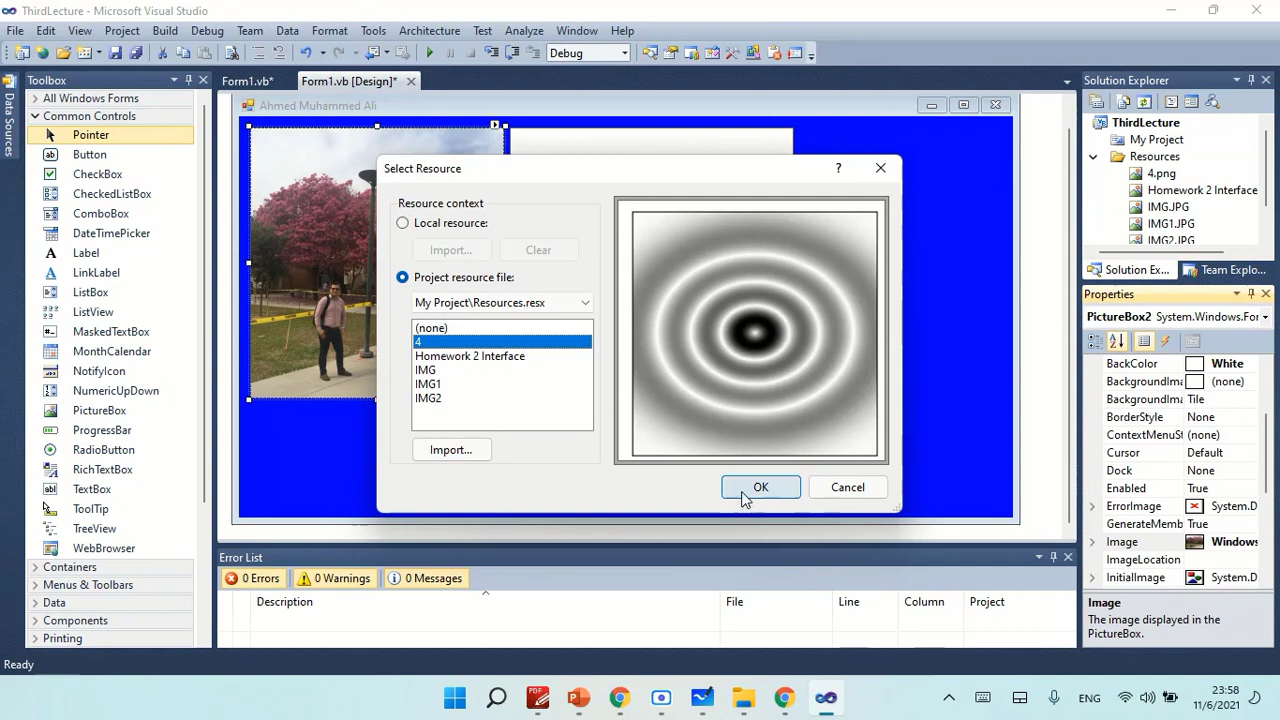 ThirdLecture - Microsoft Visual Studio
File Edit View Project Build Debug Team Data Format Tools Architecture Test Analyze Window Help
Debug
Data Sources
Toolbox
All Windows Forms
Common Controls
Pointer
Button
CheckBox
CheckedListBox
ComboBox
DateTimePicker
Label
LinkLabel
ListBox
ListView
MaskedTextBox
MonthCalendar
NotifyIcon
NumericUpDown
PictureBox
ProgressBar
RadioButton
RichTextBox
TextBox
ToolTip
TreeView
WebBrowser
Containers
Menus & Toolbars
Data
Components
Printing
Form1.vb* Form1.vb [Design]*
Ahmed Muhammed Ali
Select Resource
Resource context
Local resource:
Import... Clear
Project resource file:
My Project\Resources.resx
(none)
4
Homework 2 Interface
IMG
IMG1
IMG2
Import...
OK Cancel
Error List
0 Errors 0 Warnings 0 Messages
Description File Line Column Project
Solution Explorer
ThirdLecture
My Project
Resources
4.png
Homework 2 Interface
IMG.JPG
IMG1.JPG
IMG2.JPG
Solution Ex... Team Explo...
Properties
PictureBox2 System.Windows.For
BackColor White
BackgroundIma (none)
BackgroundIma Tile
BorderStyle None
ContextMenuSt (none)
Cursor Default
Dock None
Enabled True
ErrorImage System.D
GenerateMemb True
Image Windows
ImageLocation
InitialImage System.D
Image
The image displayed in the
PictureBox.
Ready
PDF
ENG
23:58
11/6/2021